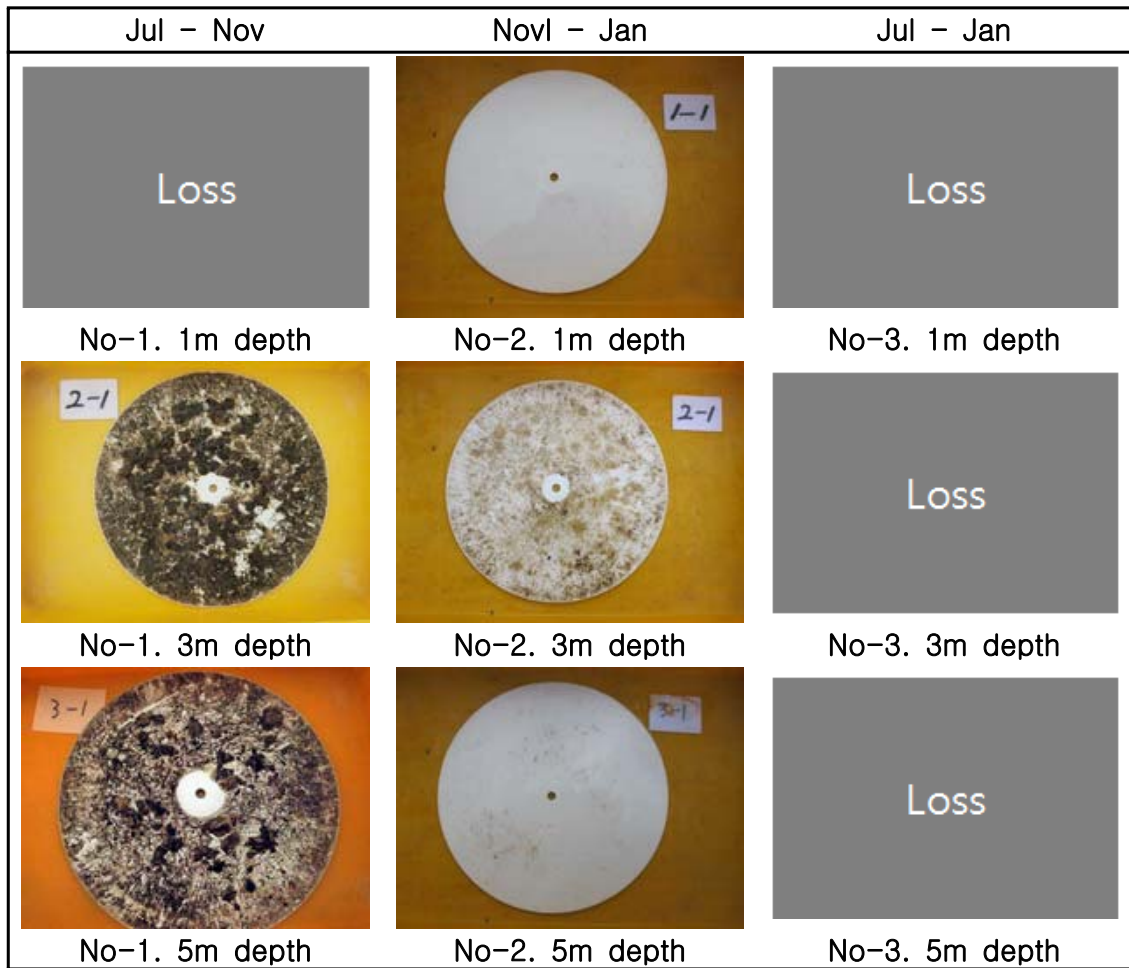 Jul - Nov
Novl - Jan
Jul - Jan
Loss
1-1
Loss
No-1. 1m depth
No-2. 1m depth
No-3. 1m depth
2-1
2-1
Loss
No-1. 3m depth
No-2. 3m depth
No-3. 3m depth
3-1
3-1
Loss
No-1. 5m depth
No-2. 5m depth
No-3. 5m depth